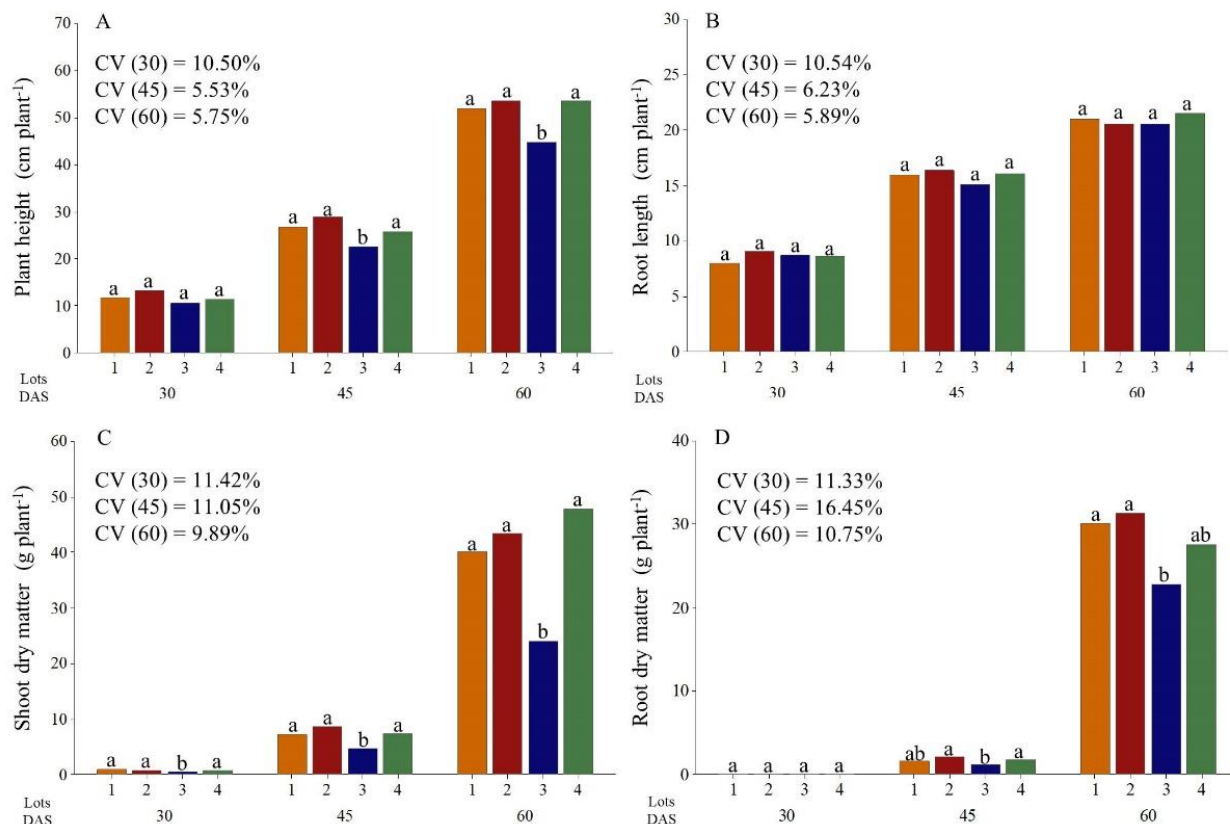 A
CV (30) = 10.50%
CV (45) = 5.53%
CV (60) = 5.75%
Plant height (cm plant⁻¹)
70
60
50
40
30
20
10
0
a a a a
a a b a
a a b a
1 2 3 4 1 2 3 4 1 2 3 4
Lots
DAS
30 45 60
B
CV (30) = 10.54%
CV (45) = 6.23%
CV (60) = 5.89%
Root length (cm plant⁻¹)
30
25
20
15
10
5
0
a a a a
a a a a
a a a a
1 2 3 4 1 2 3 4 1 2 3 4
Lots
DAS
30 45 60
C
CV (30) = 11.42%
CV (45) = 11.05%
CV (60) = 9.89%
Shoot dry matter (g plant⁻¹)
60
50
40
30
20
10
0
a a b a
a a b a
a a b a
1 2 3 4 1 2 3 4 1 2 3 4
Lots
DAS
30 45 60
D
CV (30) = 11.33%
CV (45) = 16.45%
CV (60) = 10.75%
Root dry matter (g plant⁻¹)
40
30
20
10
0
a a a a
ab a b a
a a b ab
1 2 3 4 1 2 3 4 1 2 3 4
Lots
DAS
30 45 60